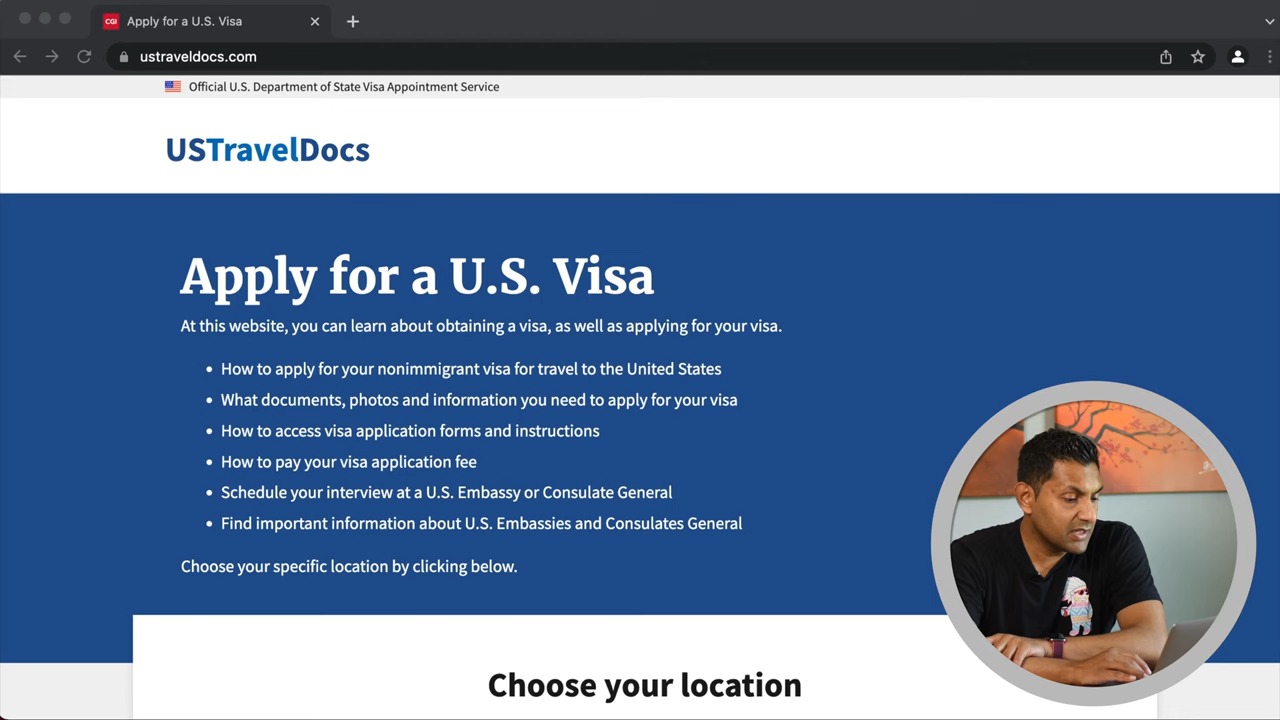 CGI
Apply for a U.S. Visa
ustraveldocs.com
Official U.S. Department of State Visa Appointment Service
USTravelDocs
Apply for a U.S. Visa
At this website, you can learn about obtaining a visa, as well as applying for your visa.
• How to apply for your nonimmigrant visa for travel to the United States
• What documents, photos and information you need to apply for your visa
• How to access visa application forms and instructions
• How to pay your visa application fee
• Schedule your interview at a U.S. Embassy or Consulate General
• Find important information about U.S. Embassies and Consulates General
Choose your specific location by clicking below.
Choose your location